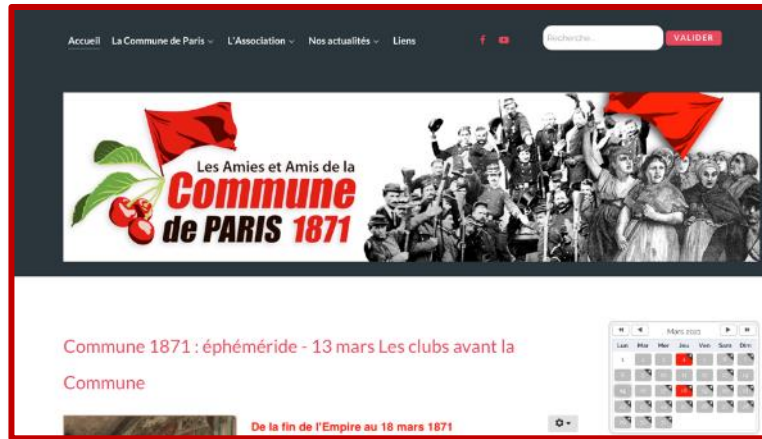 Accueil La Commune de Paris L'Association Nos actualités Liens
Recherche... VALIDER
Les Amies et Amis de la
Commune
de PARIS 1871
Commune 1871 : éphéméride - 13 mars Les clubs avant la
Commune
De la fin de l'Empire au 18 mars 1871
Mars 2021
Lun Mar Mer Jeu Ven Sam Dim